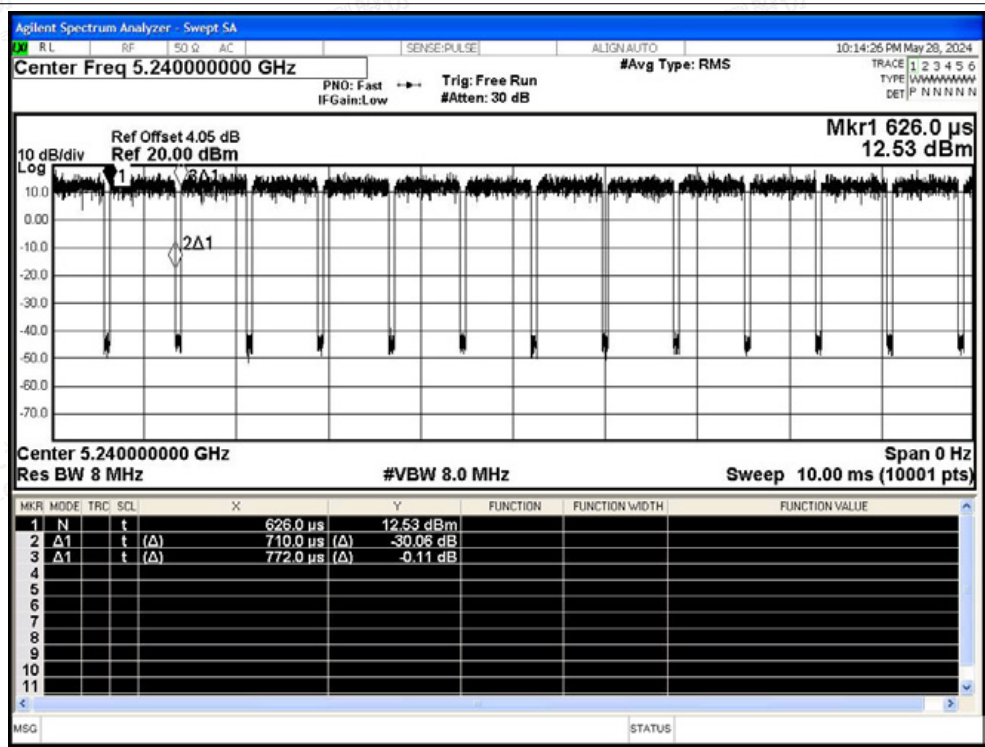 Agilent Spectrum Analyzer - Swept SA
LXI RL RF 50 Ω AC SENSE:PULSE ALIGNAUTO 10:14:26 PM May 28, 2024
Center Freq 5.240000000 GHz #Avg Type: RMS TRACE 1 2 3 4 5 6
PNO: Fast Trig: Free Run TYPE WWWWWW
IFGain:Low #Atten: 30 dB DET P N N N N N
Mkr1 626.0 µs
Ref Offset 4.05 dB
10 dB/div Ref 20.00 dBm 12.53 dBm
Log
1 3Δ1
10.0
0.00
2Δ1
-10.0
-20.0
-30.0
-40.0
-50.0
-60.0
-70.0
Center 5.240000000 GHz Span 0 Hz
Res BW 8 MHz #VBW 8.0 MHz Sweep 10.00 ms (10001 pts)
MKR MODE TRC SCL X Y FUNCTION FUNCTION WIDTH FUNCTION VALUE
1 N t 626.0 µs 12.53 dBm
2 Δ1 t (Δ) 710.0 µs (Δ) -30.06 dB
3 Δ1 t (Δ) 772.0 µs (Δ) -0.11 dB
4
5
6
7
8
9
10
11
MSG STATUS